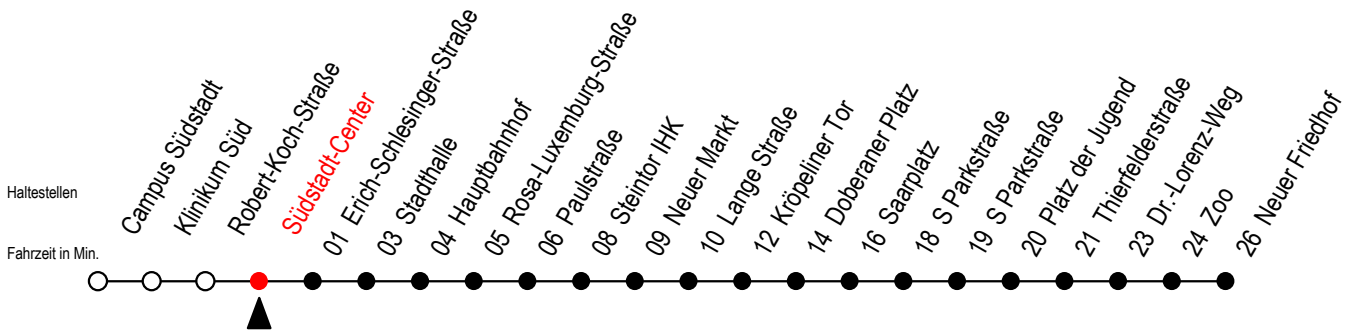 Haltestellen
Fahrzeit in Min.
Campus Südstadt
Klinikum Süd
Robert-Koch-Straße
Südstadt-Center
01 Erich-Schlesinger-Straße
03 Stadthalle
04 Hauptbahnhof
05 Rosa-Luxemburg-Straße
06 Paulstraße
08 Steintor IHK
09 Neuer Markt
10 Lange Straße
12 Kröpeliner Tor
14 Doberaner Platz
16 Saarplatz
18 S Parkstraße
19 S Parkstraße
20 Platz der Jugend
21 Thierfelderstraße
23 Dr.-Lorenz-Weg
24 Zoo
26 Neuer Friedhof